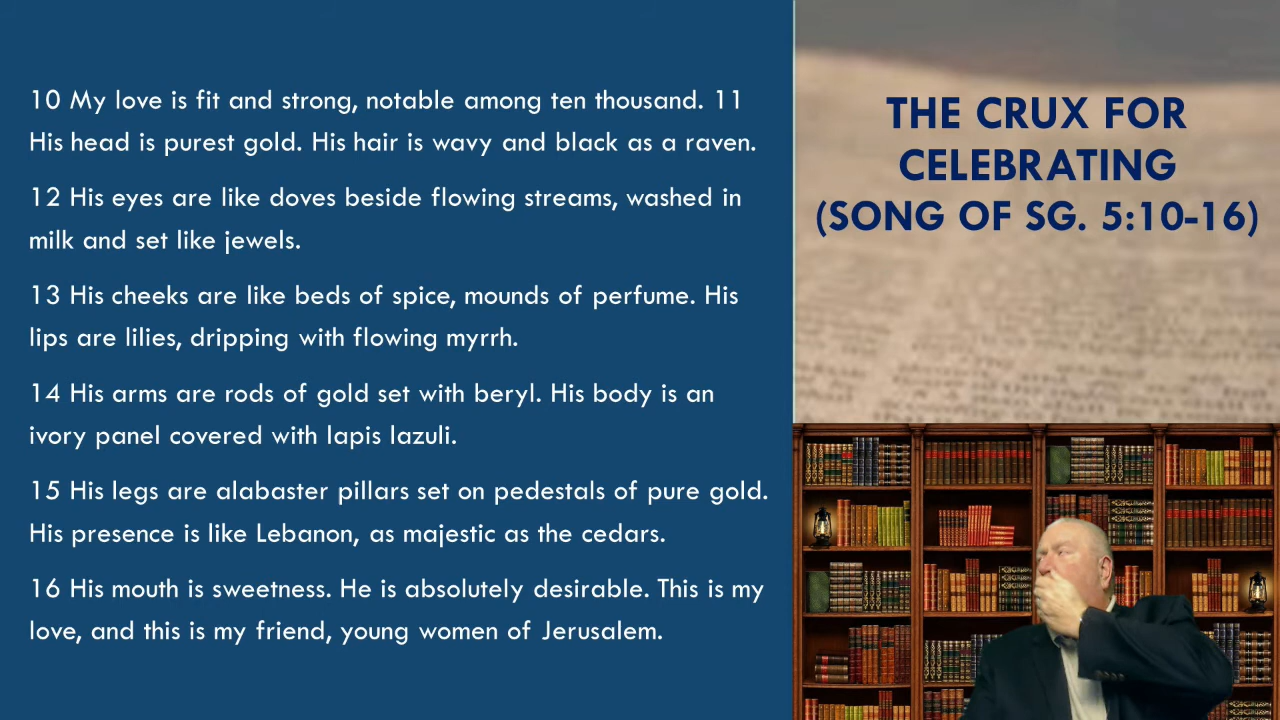 10 My love is fit and strong, notable among ten thousand. 11
His head is purest gold. His hair is wavy and black as a raven.
12 His eyes are like doves beside flowing streams, washed in
milk and set like jewels.
13 His cheeks are like beds of spice, mounds of perfume. His
lips are lilies, dripping with flowing myrrh.
14 His arms are rods of gold set with beryl. His body is an
ivory panel covered with lapis lazuli.
15 His legs are alabaster pillars set on pedestals of pure gold.
His presence is like Lebanon, as majestic as the cedars.
16 His mouth is sweetness. He is absolutely desirable. This is my
love, and this is my friend, young women of Jerusalem.
THE CRUX FOR
CELEBRATING
(SONG OF SG. 5:10-16)